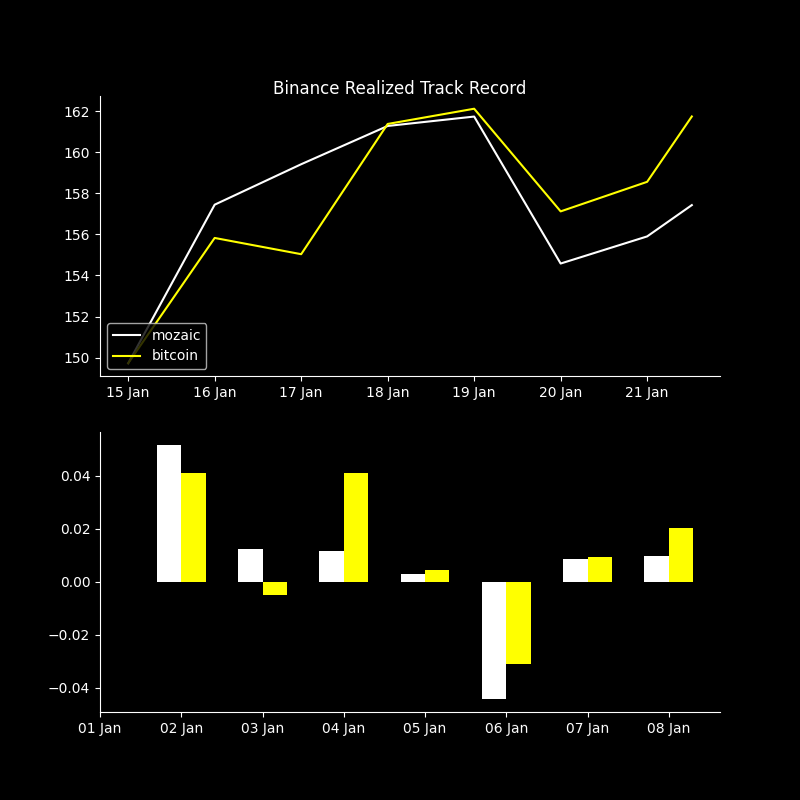 Binance Realized Track Record
162
160
158
156
154
152
150
mozaic
bitcoin
15 Jan 16 Jan 17 Jan 18 Jan 19 Jan 20 Jan 21 Jan
0.04
0.02
0.00
−0.02
−0.04
01 Jan 02 Jan 03 Jan 04 Jan 05 Jan 06 Jan 07 Jan 08 Jan